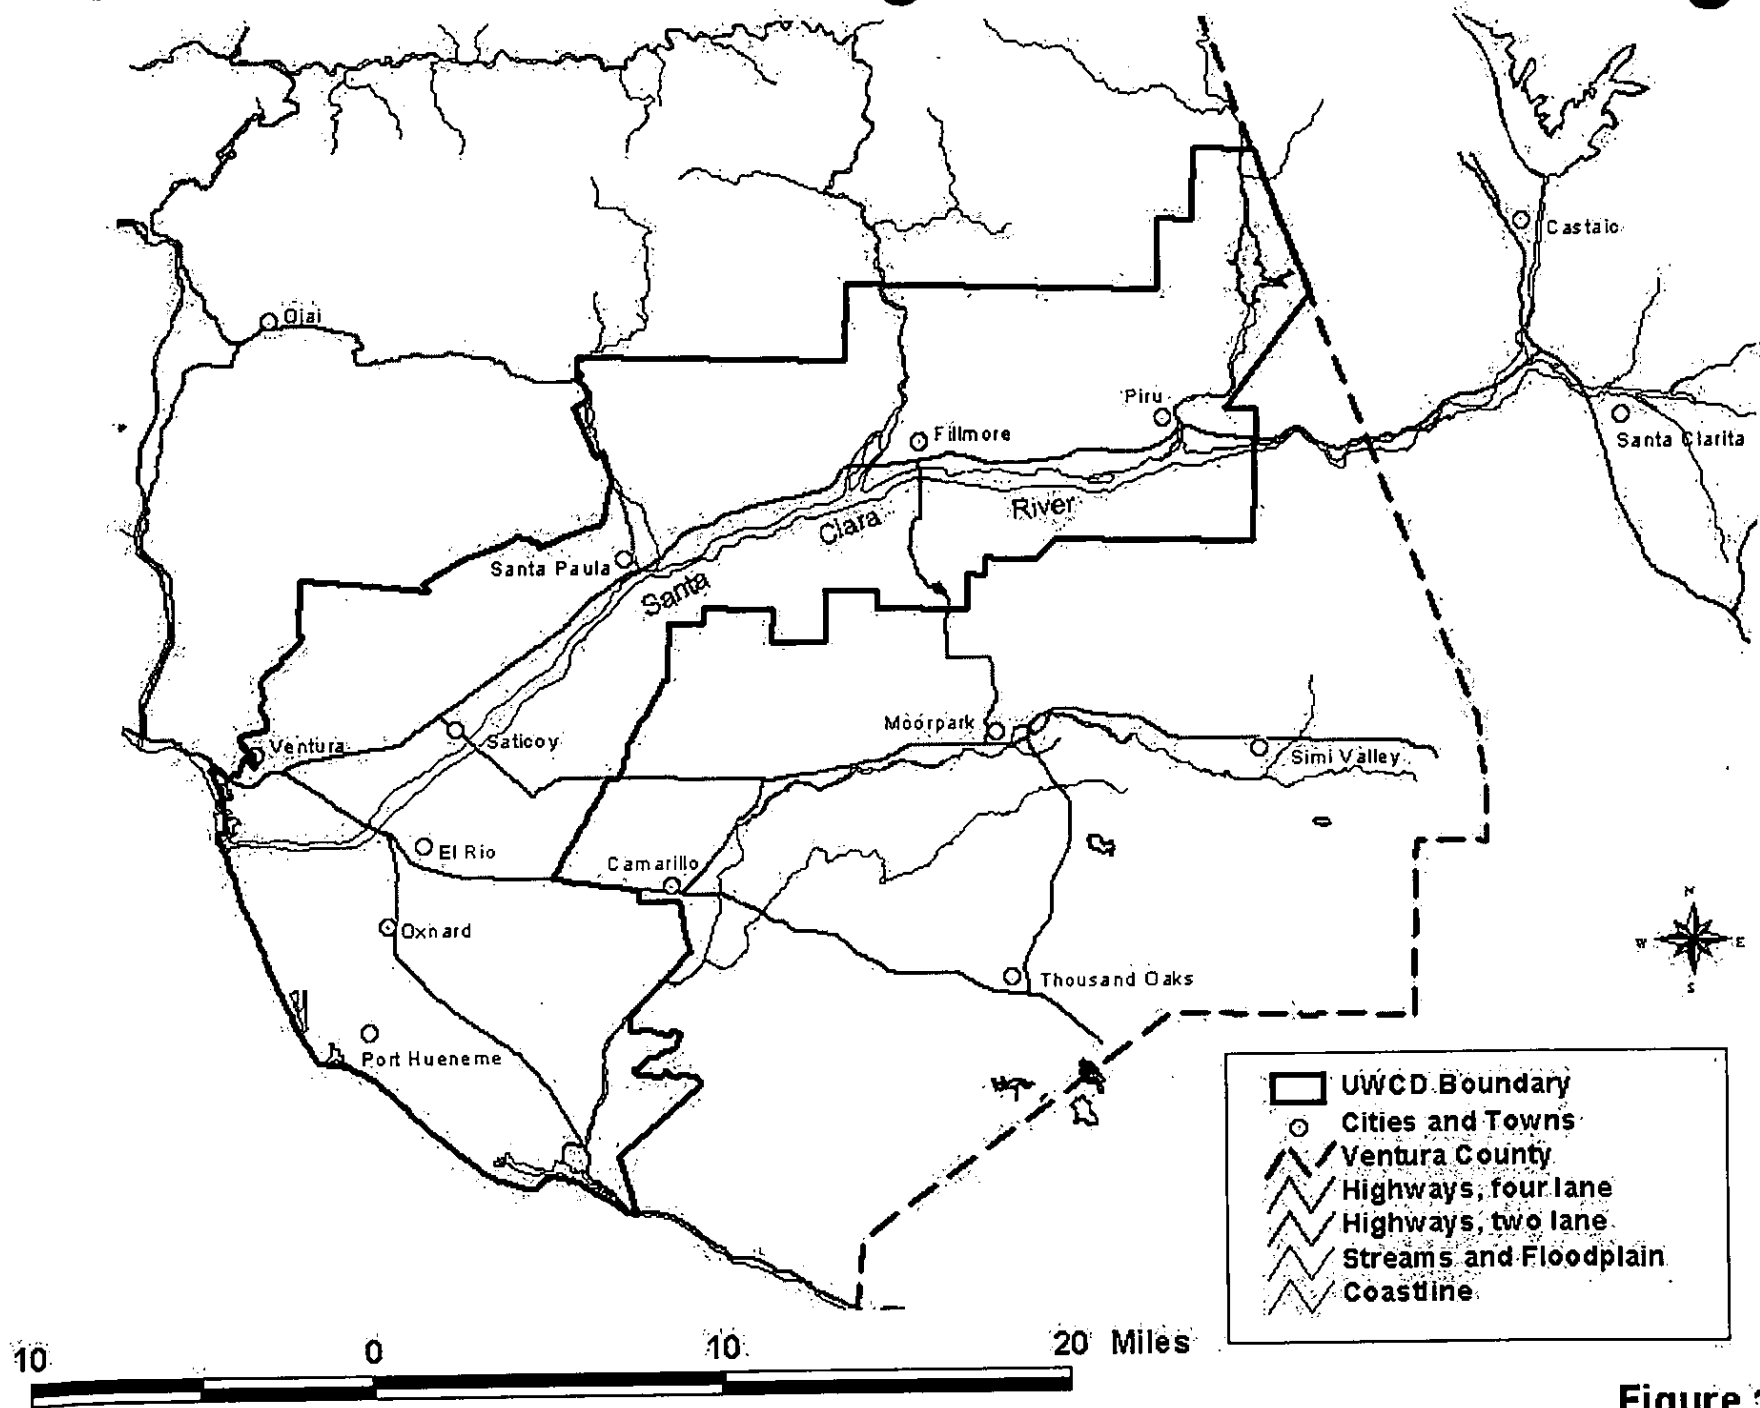 Castaic
Ojai
Piru
Fillmore
Santa Clarita
River
Clara
Santa Paula
Santa
Moorpark
Ventura
Saticoy
Simi Valley
El Rio
Camarillo
Oxnard
Thousand Oaks
Port Hueneme
N
W E
S
UWCD Boundary
Cities and Towns
Ventura County
Highways, four lane
Highways, two lane
Streams and Floodplain
Coastline
10 0 10 20 Miles
Figure